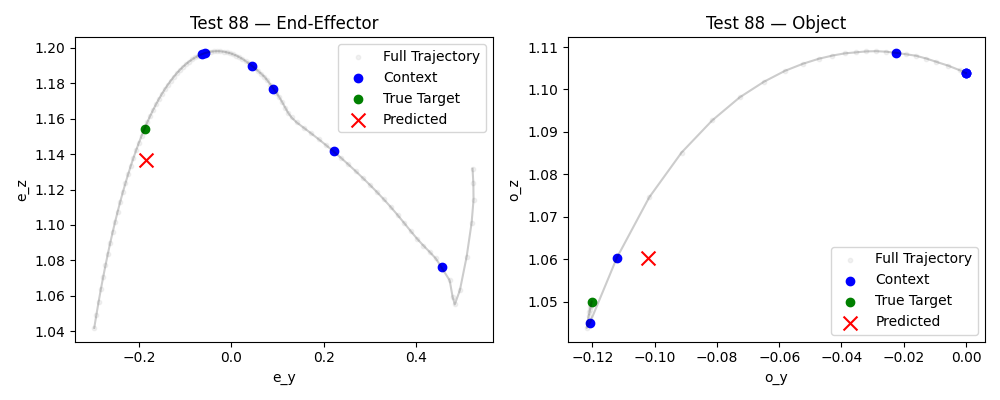 Test 88 — End-Effector
1.20
1.18
1.16
1.14
1.12
1.10
1.08
1.06
1.04
e_z
−0.2
0.0
0.2
0.4
e_y
Full Trajectory
Context
True Target
Predicted
Test 88 — Object
1.11
1.10
1.09
1.08
1.07
1.06
1.05
o_z
−0.12
−0.10
−0.08
−0.06
−0.04
−0.02
0.00
o_y
Full Trajectory
Context
True Target
Predicted